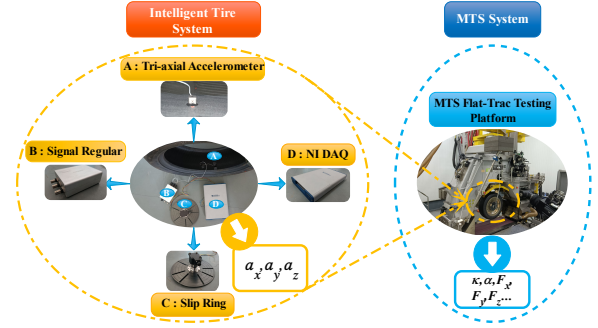 Intelligent Tire
System
MTS System
A : Tri-axial Accelerometer
MTS Flat-Trac Testing
Platform
B : Signal Regular
D : NI DAQ
A
B
C
D
a_x,a_y,a_z
κ,α,F_x,
F_y,F_z...
C : Slip Ring